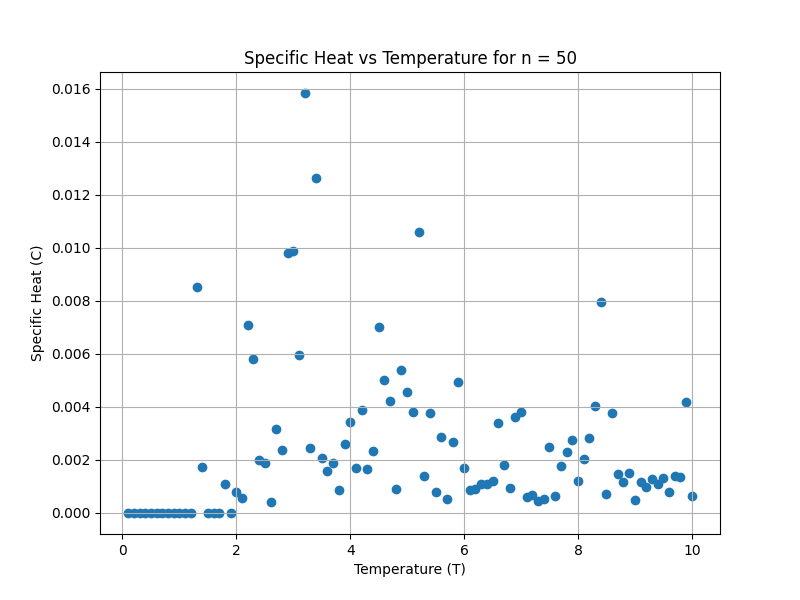 Specific Heat vs Temperature for n = 50
0.016
0.014
0.012
0.010
0.008
0.006
0.004
0.002
0.000
Specific Heat (C)
0 2 4 6 8 10
Temperature (T)